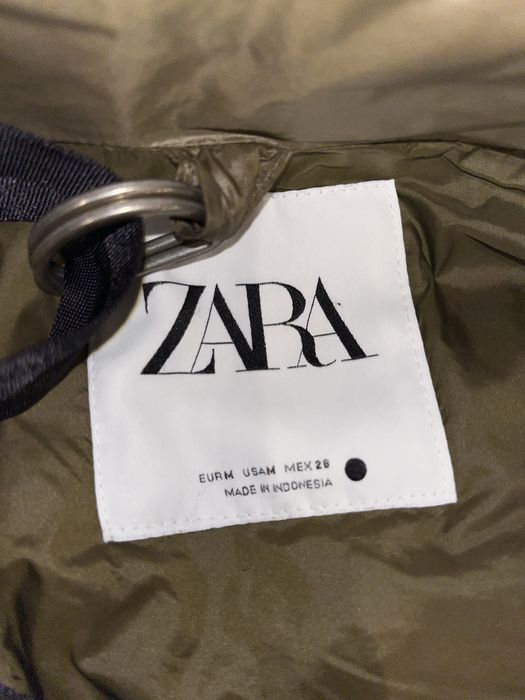 ZARA
EUR M USA M MEX 28
MADE IN INDONESIA